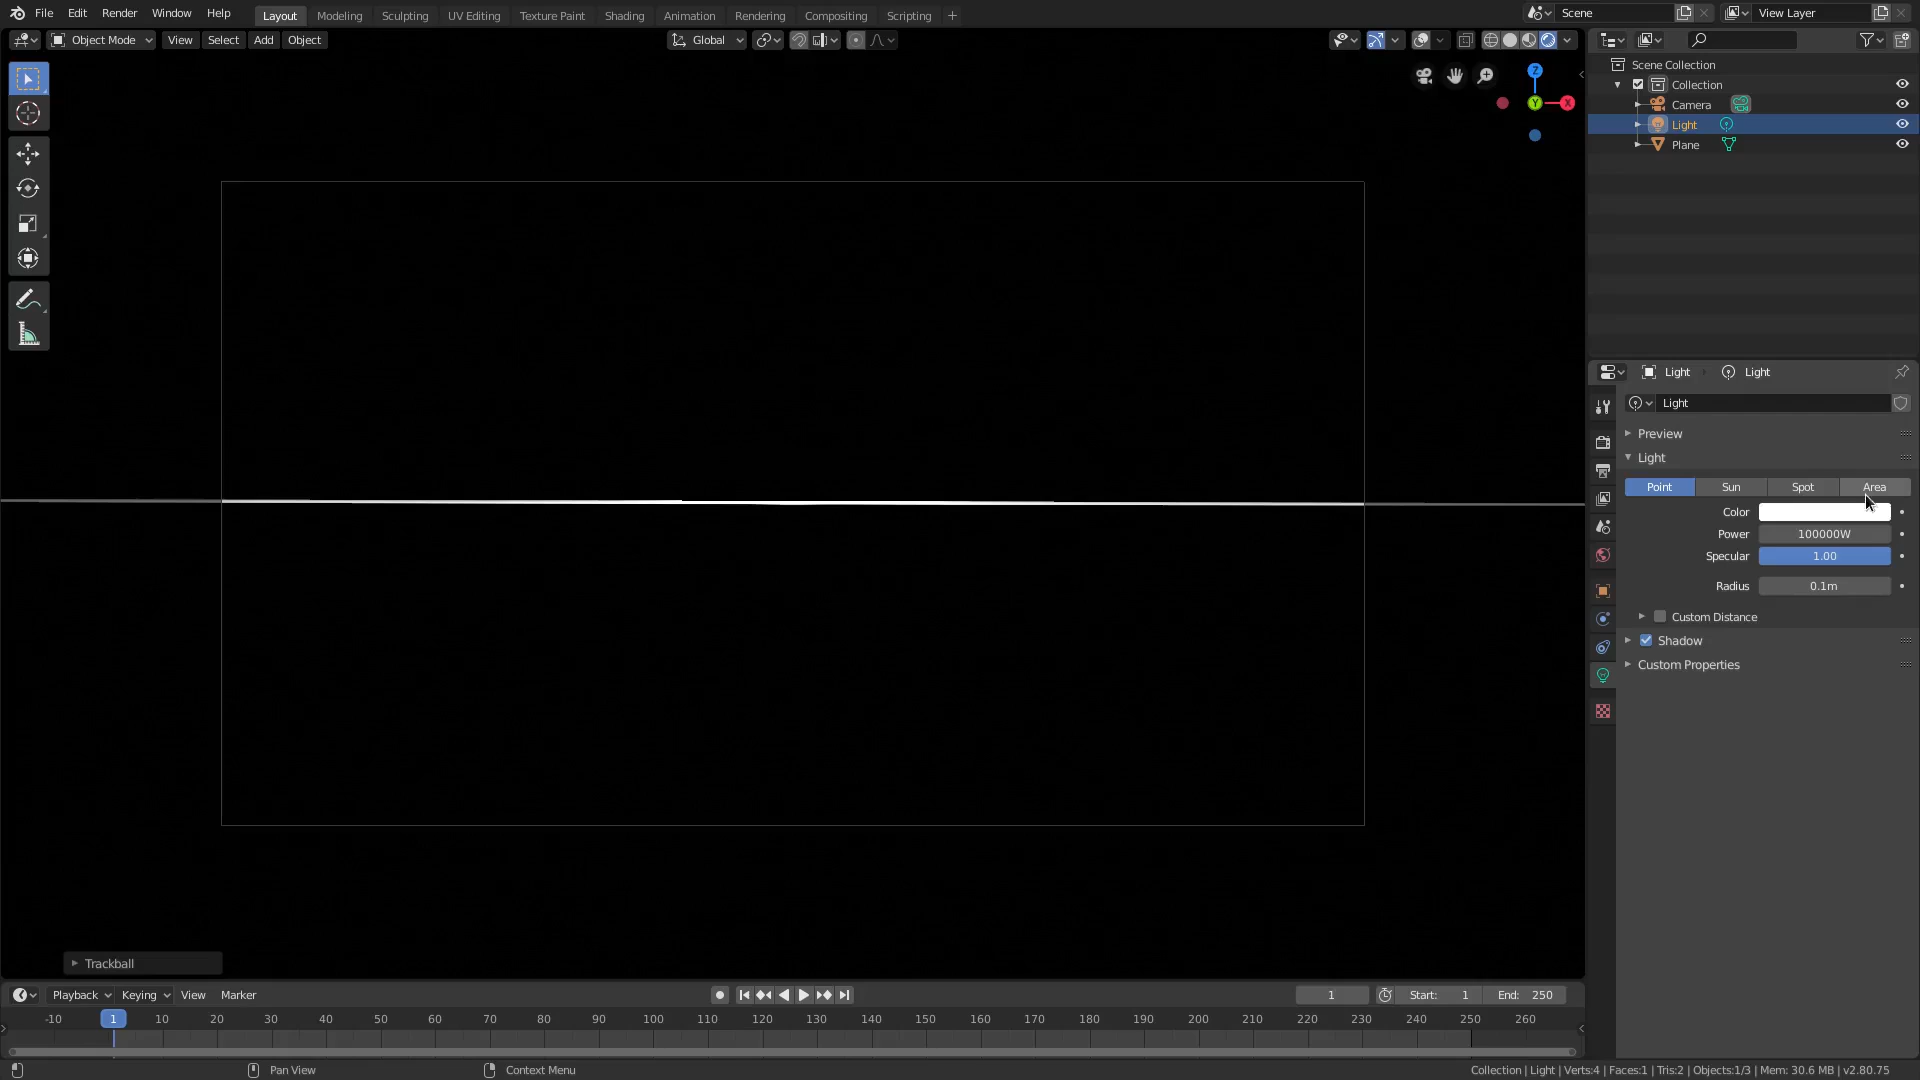 File Edit Render Window Help Layout Modeling Sculpting UV Editing Texture Paint Shading Animation Rendering Compositing Scripting + Scene View Layer
Object Mode View Select Add Object Global
Z
Y X
Scene Collection
Collection
Camera
Light
Plane
Light Light
Light
Preview
Light
Point Sun Spot Area
Color
Power 100000W
Specular 1.00
Radius 0.1m
Custom Distance
Shadow
Custom Properties
Trackball
Playback Keying View Marker 1 Start: 1 End: 250
-10 1 10 20 30 40 50 60 70 80 90 100 110 120 130 140 150 160 170 180 190 200 210 220 230 240 250 260
Pan View Context Menu Collection | Light | Verts:4 | Faces:1 | Tris:2 | Objects:1/3 | Mem: 30.6 MB | v2.80.75